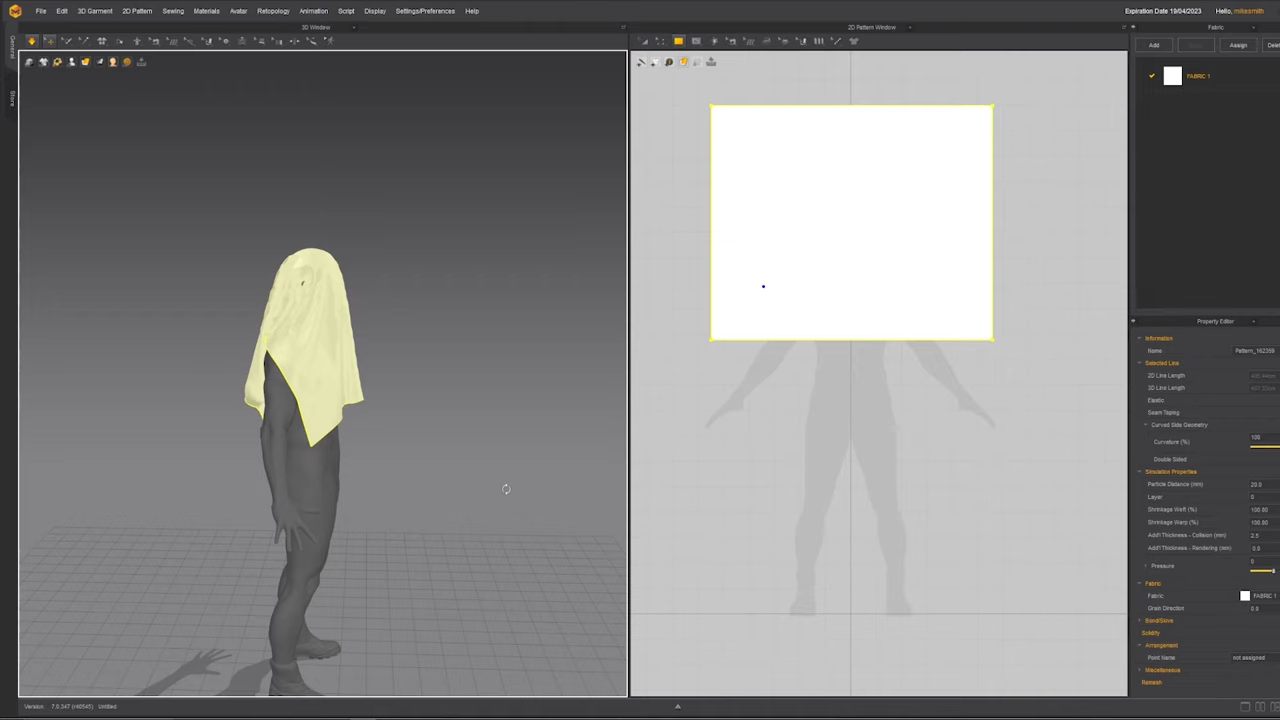 File Edit 3D Garment 2D Pattern Sewing Materials Avatar Retopology Animation Script Display Settings/Preferences Help
Expiration Date 19/04/2023 Hello, mikesmith
3D Window
2D Pattern Window
Fabric
General
Store
Add
Assign
Delet
FABRIC 1
Property Editor
Information
Name Pattern_162359
Selected Line
2D Line Length
3D Line Length
Elastic
Seam Taping
Curved Side Geometry
Curvature (%) 100
Double Sided
Simulation Properties
Particle Distance (mm) 20.0
Layer 0
Shrinkage Weft (%) 100.00
Shrinkage Warp (%) 100.00
Add'l Thickness - Collision (mm) 2.5
Add'l Thickness - Rendering (mm) 0.0
Pressure 0
Fabric
Fabric FABRIC 1
Grain Direction 0.0
Bond/Skive
Solidify
Arrangement
Point Name not assigned
Miscellaneous
Remesh
Version: 7.0.247 (r40545) Untitled